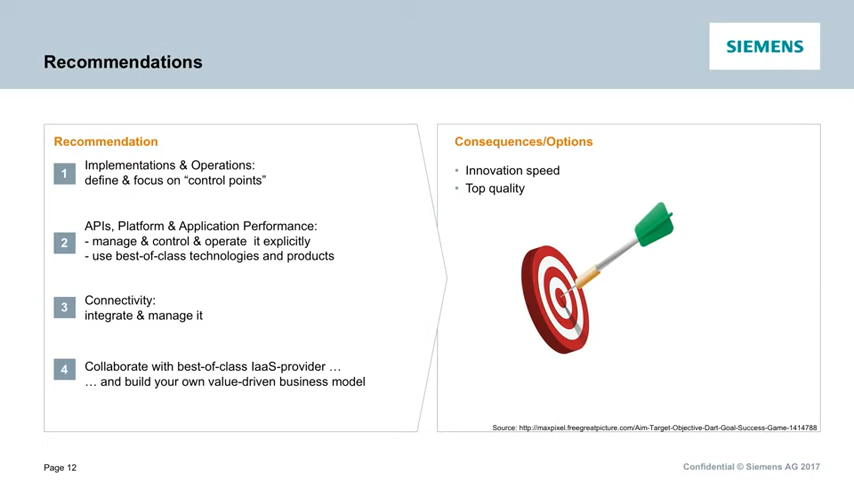 Recommendations
SIEMENS
Recommendation
1
Implementations & Operations:
define & focus on “control points”
2
APIs, Platform & Application Performance:
- manage & control & operate  it explicitly
- use best-of-class technologies and products
3
Connectivity:
integrate & manage it
4
Collaborate with best-of-class IaaS-provider …
… and build your own value-driven business model
Consequences/Options
• Innovation speed
• Top quality
Source: http://maxpixel.freegreatpicture.com/Aim-Target-Objective-Dart-Goal-Success-Game-1414788
Page 12
Confidential © Siemens AG 2017